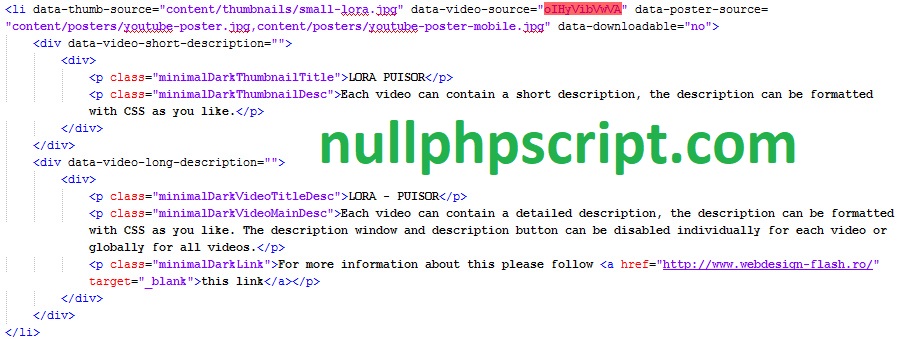 <li data-thumb-source="content/thumbnails/small-lora.jpg" data-video-source="oIHyVibVWVA" data-poster-source=
"content/posters/youtube-poster.jpg,content/posters/youtube-poster-mobile.jpg" data-downloadable="no">
<div data-video-short-description="">
<div>
<p class="minimalDarkThumbnailTitle">LORA PUISOR</p>
<p class="minimalDarkThumbnailDesc">Each video can contain a short description, the description can be formatted
with CSS as you like.</p>
</div>
</div>
nullphpscript.com
<div data-video-long-description="">
<div>
<p class="minimalDarkVideoTitleDesc">LORA - PUISOR</p>
<p class="minimalDarkVideoMainDesc">Each video can contain a detailed description, the description can be formatted
with CSS as you like. The description window and description button can be disabled individually for each video or
globally for all videos.</p>
<p class="minimalDarkLink">For more information about this please follow <a href="http://www.webdesign-flash.ro/"
target="_blank">this link</a></p>
</div>
</div>
</li>